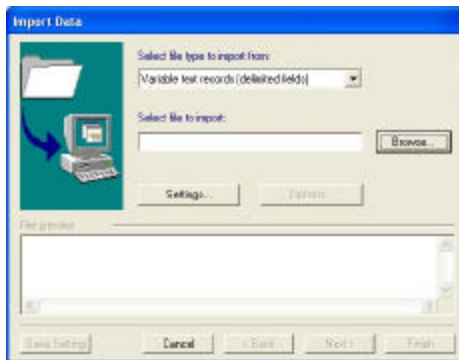 Import Data
Select file type to import from:
Variable text records (delimited fields)
Select file to import:
Browse...
Settings...
Options...
File preview
Save Setting
Cancel
< Back
Next >
Finish